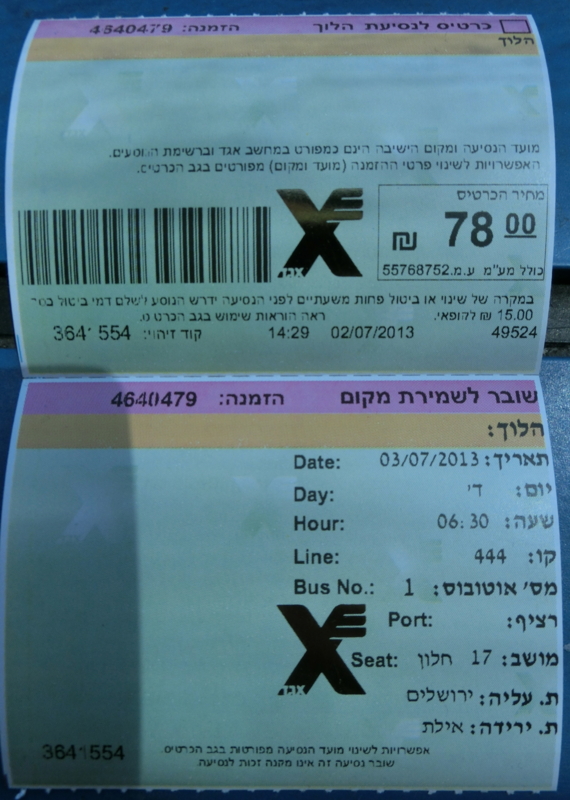 כרטיס לנסיעת הלוך הזמנה: 4640479
הלוך
מועד הנסיעה ומקום הישיבה הינם כמפורט במחשב אגד וברשימת הנוסעים.
האפשרויות לשינוי פרטי ההזמנה (מועד ומקום) מפורטים בגב הכרטיס.
מחיר הכרטיס
78 00 ₪
כולל מע"מ ע.מ. 55768752
אגד
במקרה של שינוי או ביטול פחות משעתיים לפני הנסיעה ידרש הנוסע לשלם דמי ביטול בסך
15.00 ₪ לקופאי. ראה הוראות שימוש בגב הכרטיס.
49524 02/07/2013 14:29 קוד זיהוי: 3641554
שובר לשמירת מקום הזמנה: 4640479
הלוך:
תאריך: 03/07/2013 Date:
יום: ד' Day:
שעה: 06:30 Hour:
קו: 444 Line:
מס' אוטובוס: 1 Bus No.:
רציף: Port:
מושב: 17 חלון Seat:
אגד
ת. עליה: ירושלים
ת. ירידה: אילת
אפשרויות לשינוי מועד הנסיעה מפורטות בגב הכרטיס.
שובר נסיעה זה אינו מקנה זכות לנסיעה
3641554